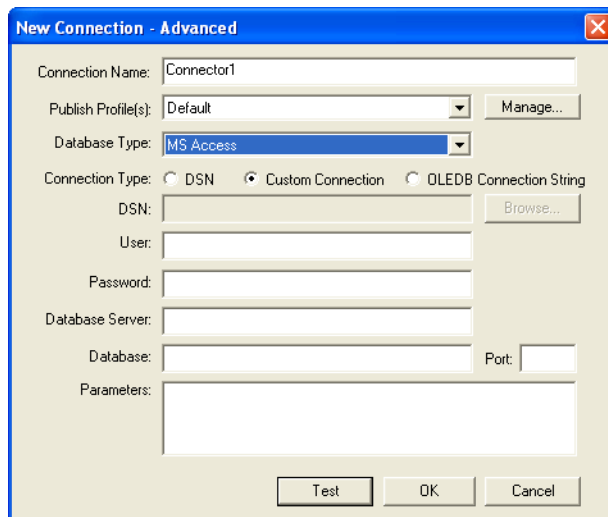 New Connection - Advanced
Connection Name: Connector1
Publish Profile(s): Default Manage...
Database Type: MS Access
Connection Type: DSN Custom Connection OLEDB Connection String
DSN: Browse...
User:
Password:
Database Server:
Database: Port:
Parameters:
Test OK Cancel